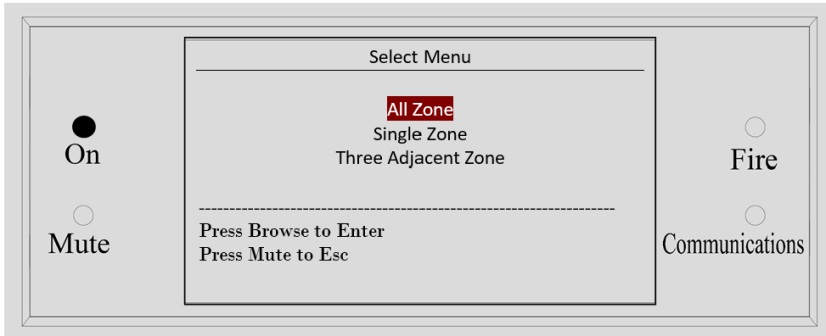 Select Menu
All Zone
Single Zone
Three Adjacent Zone
--------------------------------------------------------------------
Press Browse to Enter
Press Mute to Esc
On
Mute
Fire
Communications